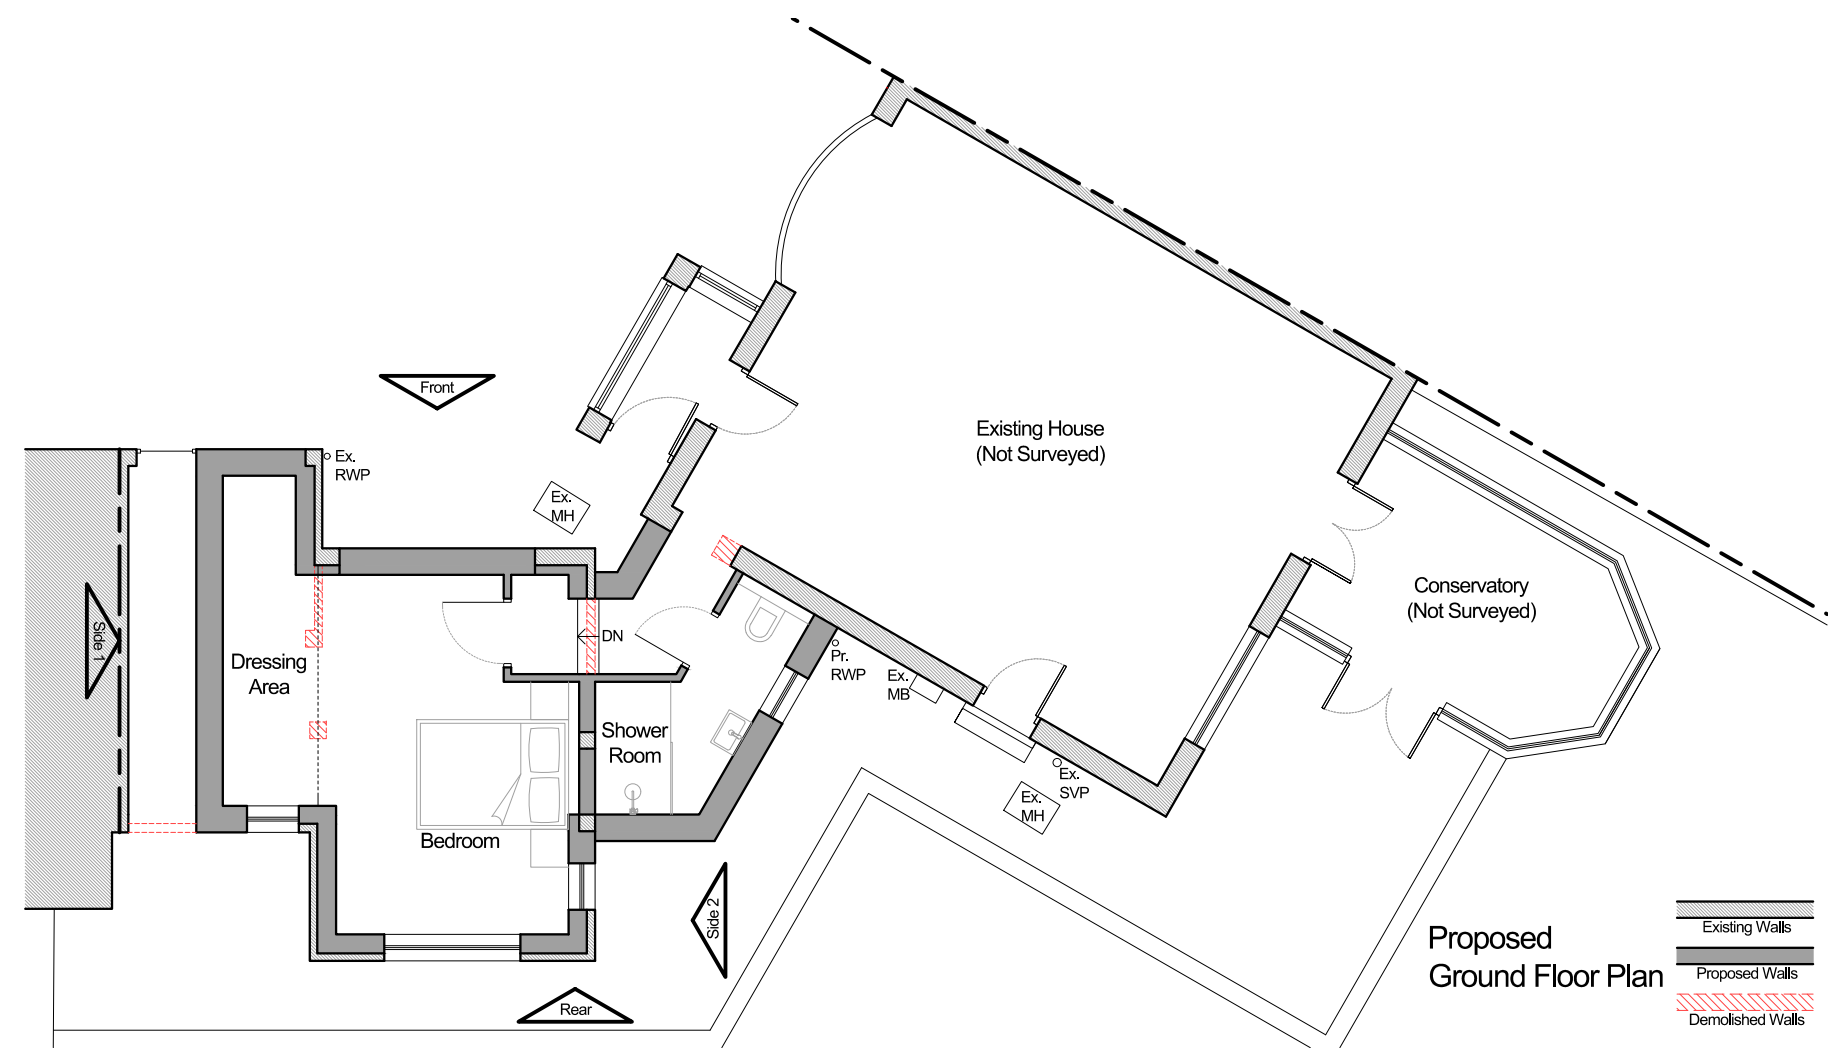 Front
Existing House
(Not Surveyed)
Ex.
RWP
Ex.
MH
Conservatory
(Not Surveyed)
Side 1
DN
Dressing
Area
Pr.
RWP
Ex.
MB
Shower
Room
Ex.
SVP
Ex.
MH
Bedroom
Side 2
Rear
Proposed
Ground Floor Plan
Existing Walls
Proposed Walls
Demolished Walls